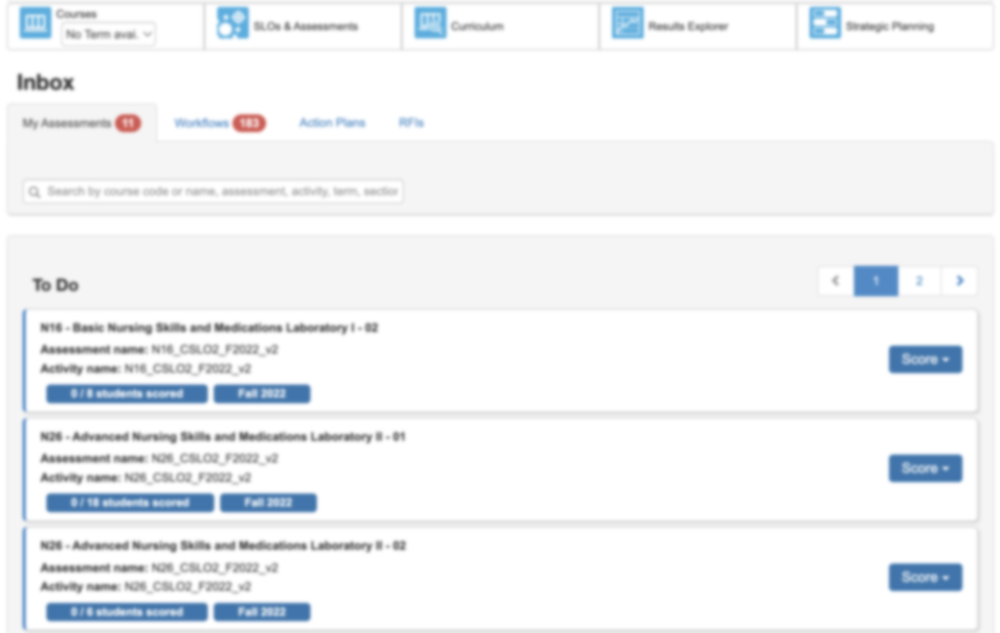 Courses
No Term avai.
SLOs & Assessments
Curriculum
Results Explorer
Strategic Planning
Inbox
My Assessments 11
Workflows 183
Action Plans
RFIs
Search by course code or name, assessment, activity, term, section
To Do
1
2
N16 - Basic Nursing Skills and Medications Laboratory I - 02
Assessment name: N16_CSLO2_F2022_v2
Activity name: N16_CSLO2_F2022_v2
0 / 8 students scored
Fall 2022
Score
N26 - Advanced Nursing Skills and Medications Laboratory II - 01
Assessment name: N26_CSLO2_F2022_v2
Activity name: N26_CSLO2_F2022_v2
0 / 18 students scored
Fall 2022
Score
N26 - Advanced Nursing Skills and Medications Laboratory II - 02
Assessment name: N26_CSLO2_F2022_v2
Activity name: N26_CSLO2_F2022_v2
0 / 6 students scored
Fall 2022
Score